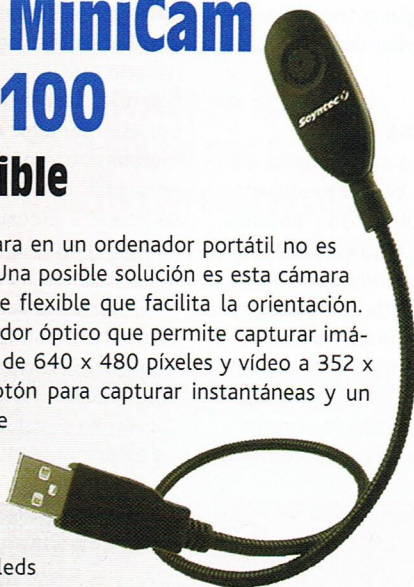 MiniCam
100
ible
Soyntec
ara en un ordenador portátil no es
Una posible solución es esta cámara
e flexible que facilita la orientación.
dor óptico que permite capturar imá-
de 640 x 480 píxeles y vídeo a 352 x
otón para capturar instantáneas y un
e
leds